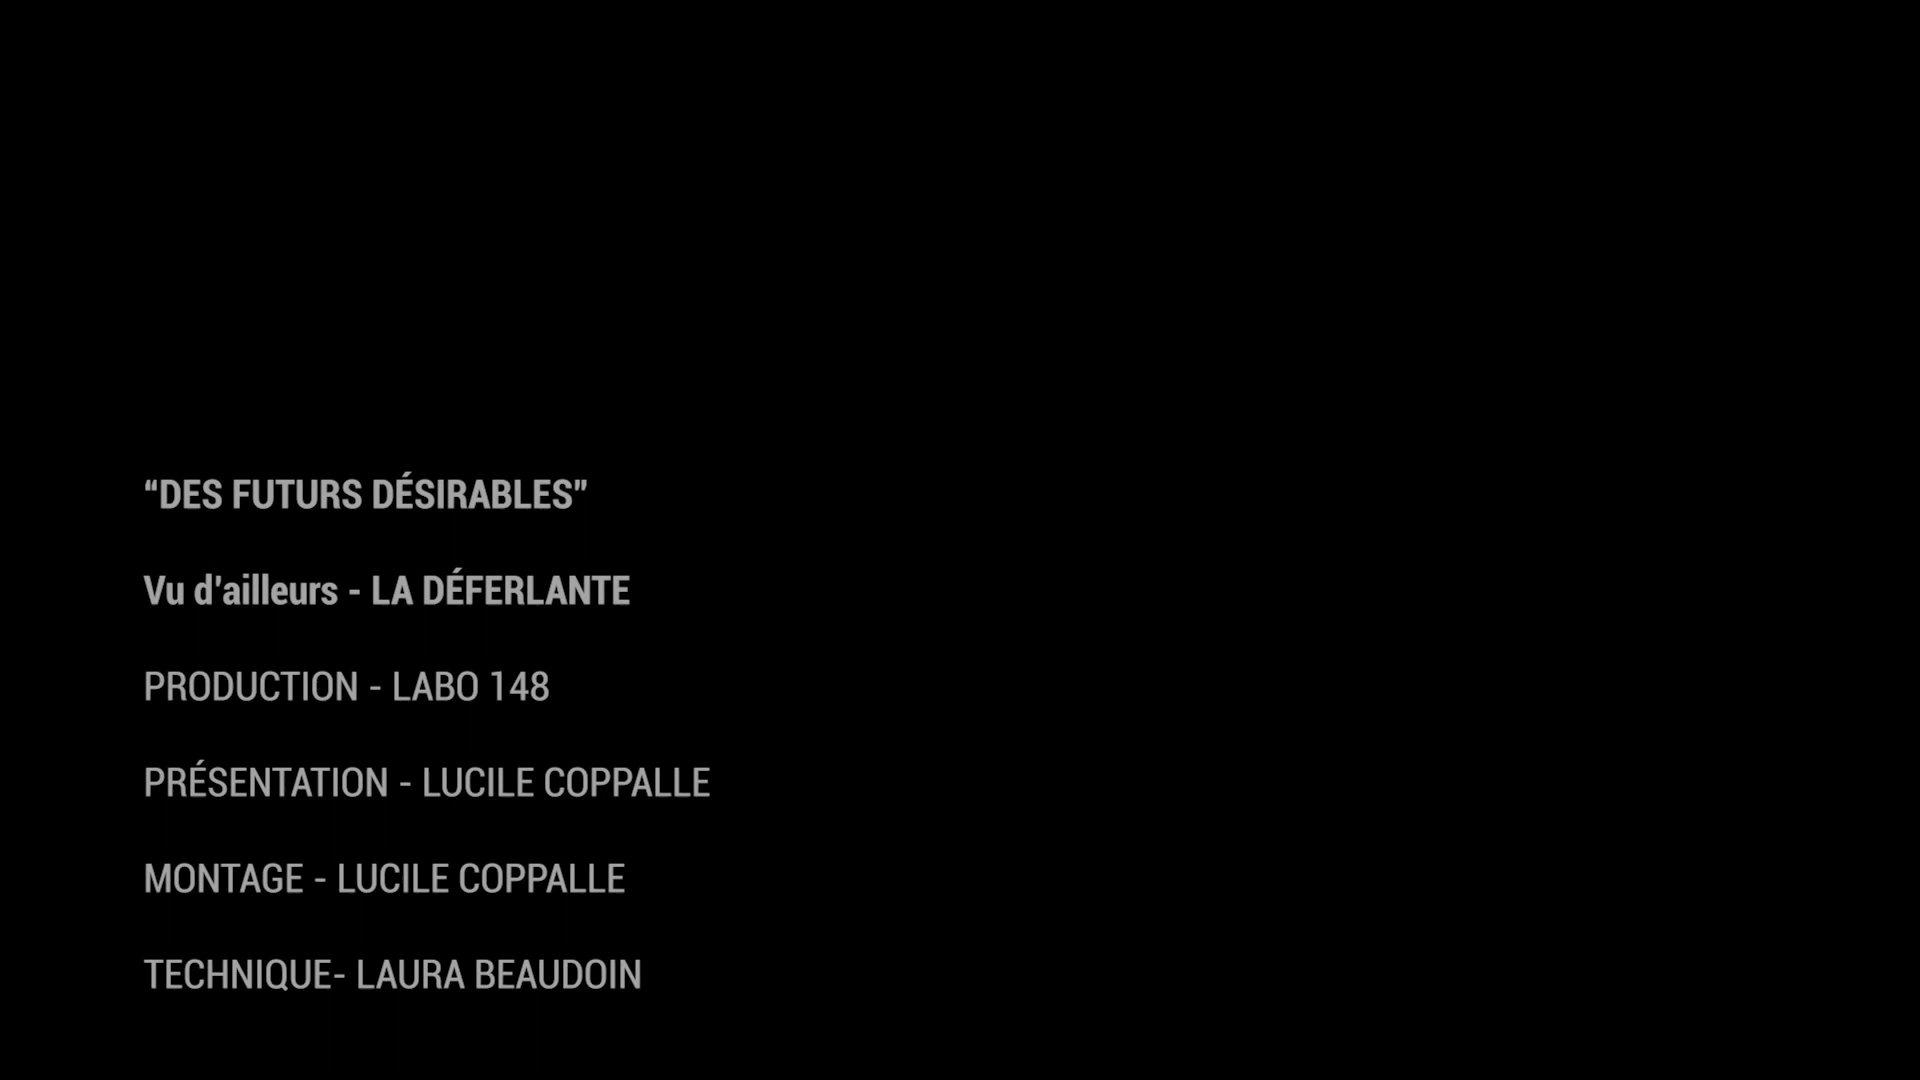 “DES FUTURS DÉSIRABLES”
Vu d'ailleurs - LA DÉFERLANTE
PRODUCTION - LABO 148
PRÉSENTATION - LUCILE COPPALLE
MONTAGE - LUCILE COPPALLE
TECHNIQUE- LAURA BEAUDOIN